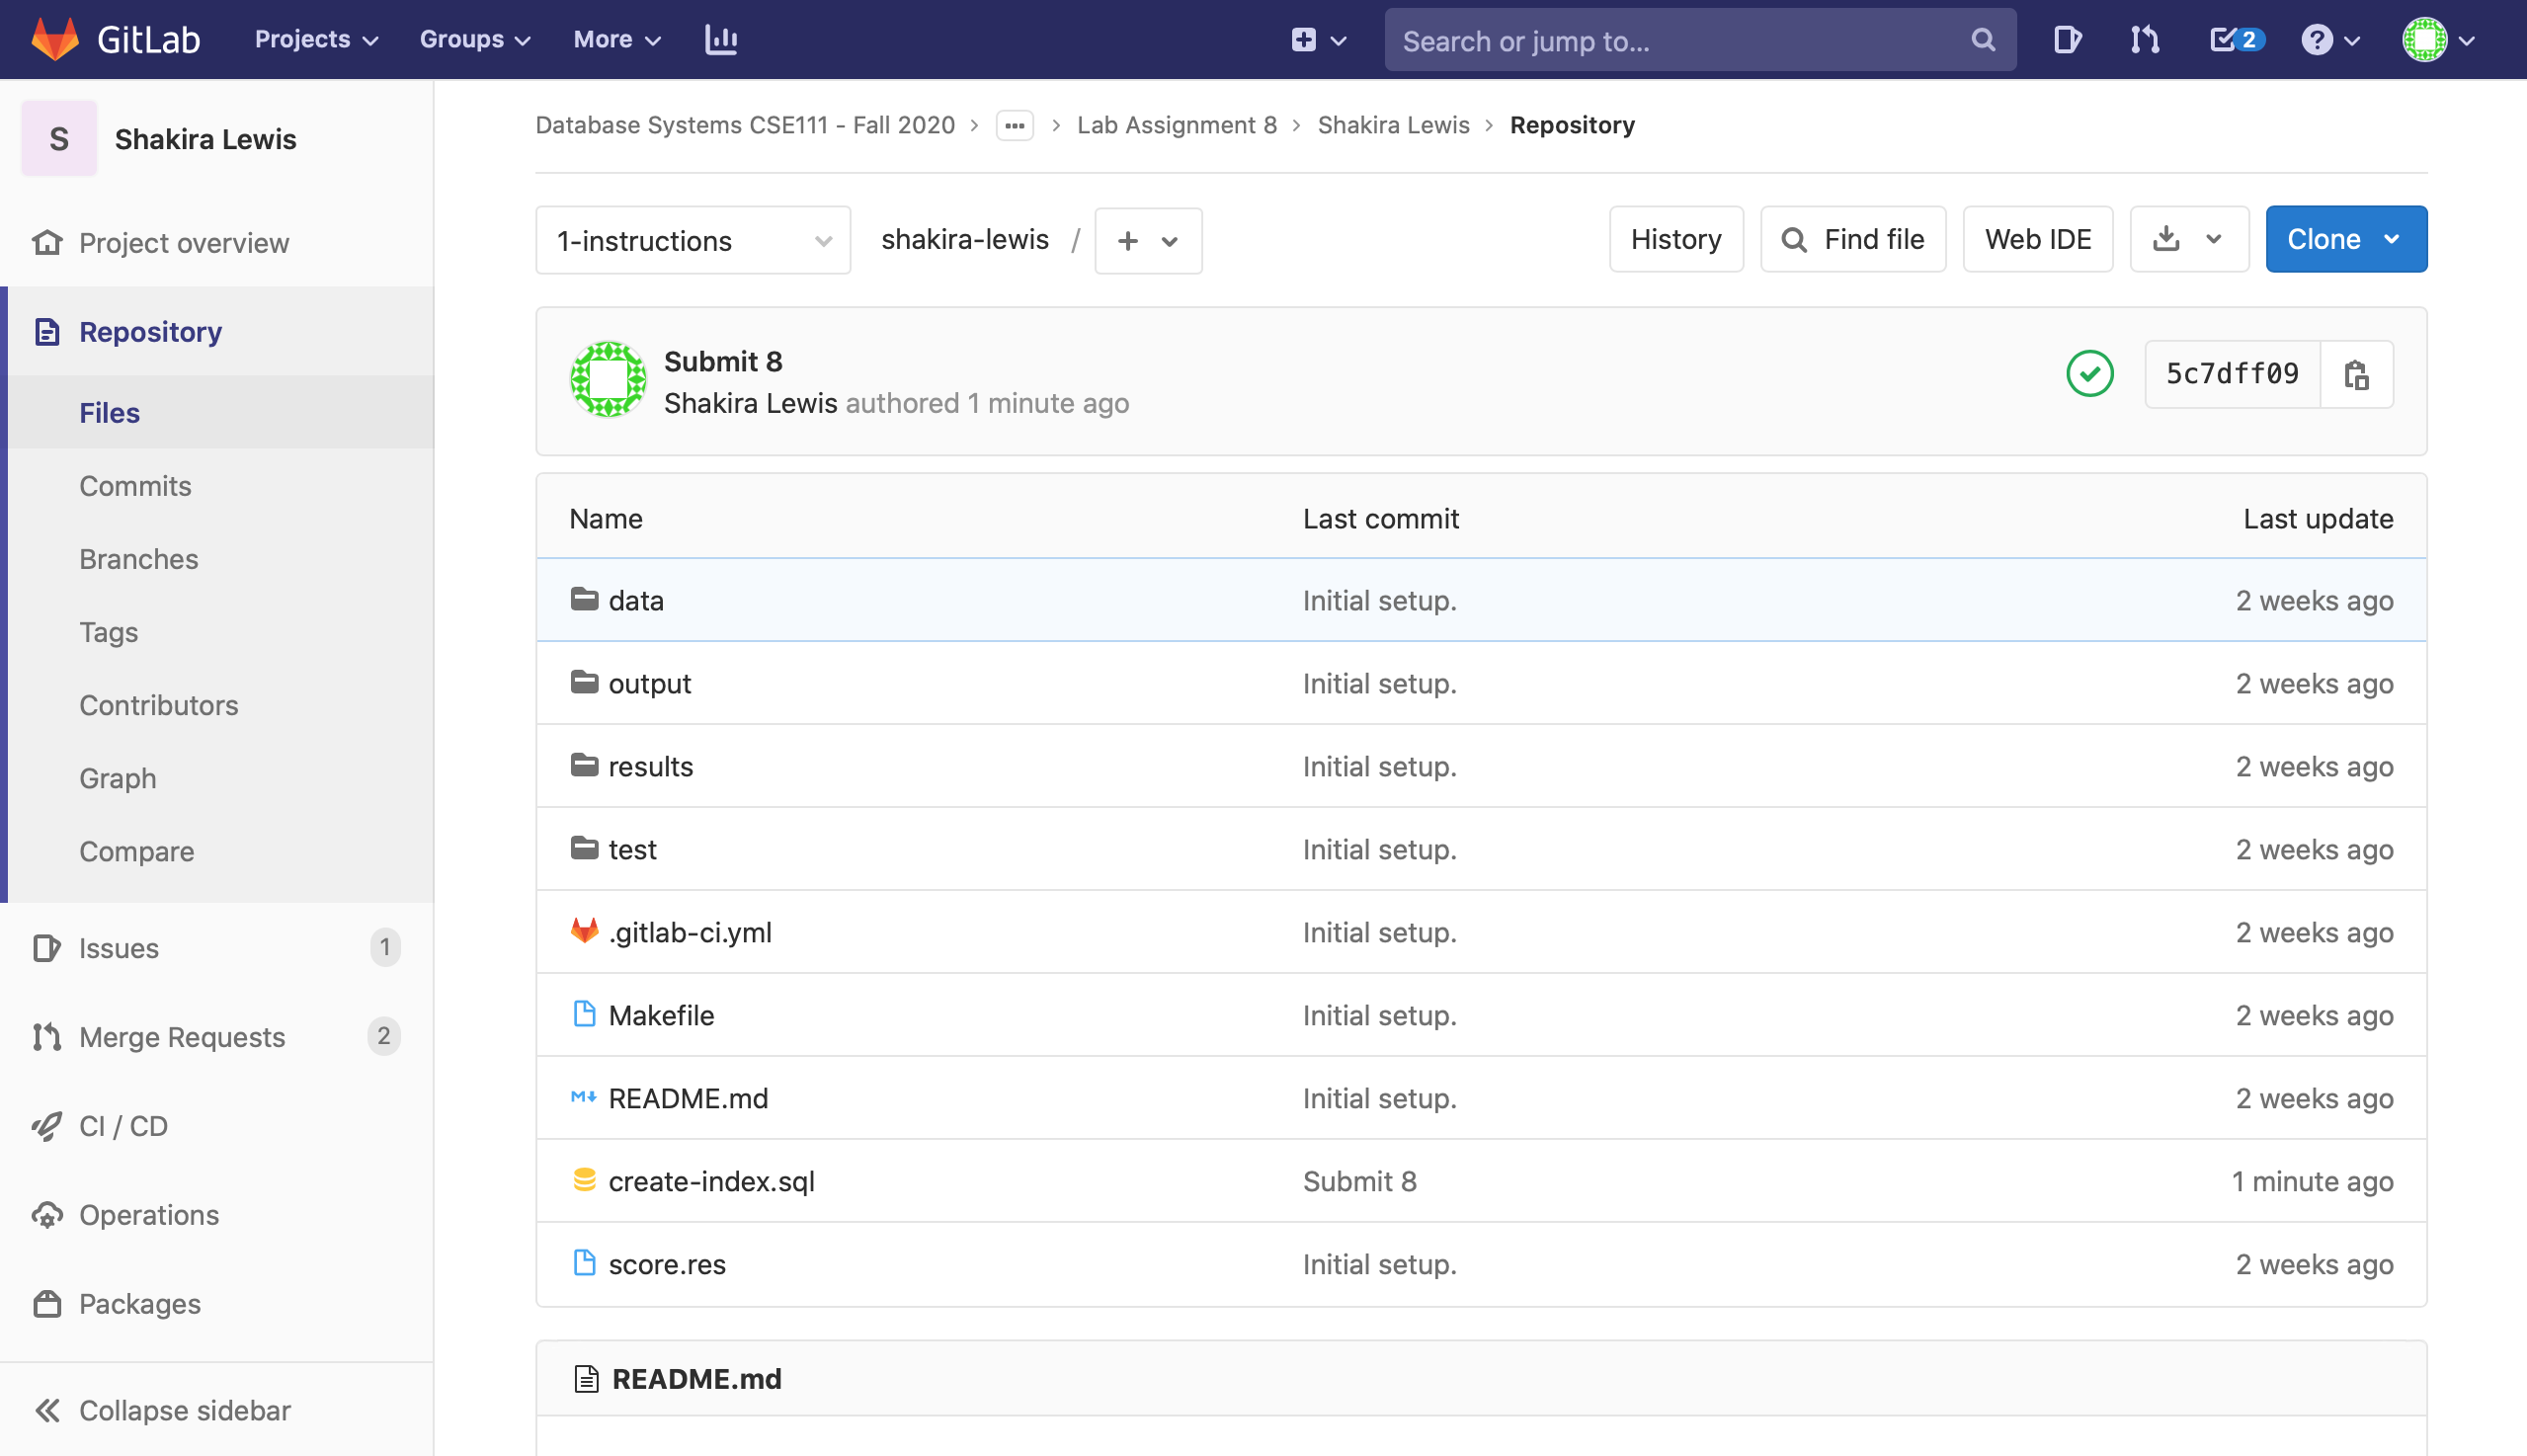 GitLab Projects Groups More Search or jump to... 2
S Shakira Lewis
Project overview
Repository
Files
Commits
Branches
Tags
Contributors
Graph
Compare
Issues 1
Merge Requests 2
CI / CD
Operations
Packages
Collapse sidebar
Database Systems CSE111 - Fall 2020 > ... > Lab Assignment 8 > Shakira Lewis > Repository
1-instructions shakira-lewis / + History Find file Web IDE Clone
Submit 8
Shakira Lewis authored 1 minute ago
5c7dff09
Name Last commit Last update
data Initial setup. 2 weeks ago
output Initial setup. 2 weeks ago
results Initial setup. 2 weeks ago
test Initial setup. 2 weeks ago
.gitlab-ci.yml Initial setup. 2 weeks ago
Makefile Initial setup. 2 weeks ago
README.md Initial setup. 2 weeks ago
create-index.sql Submit 8 1 minute ago
score.res Initial setup. 2 weeks ago
README.md